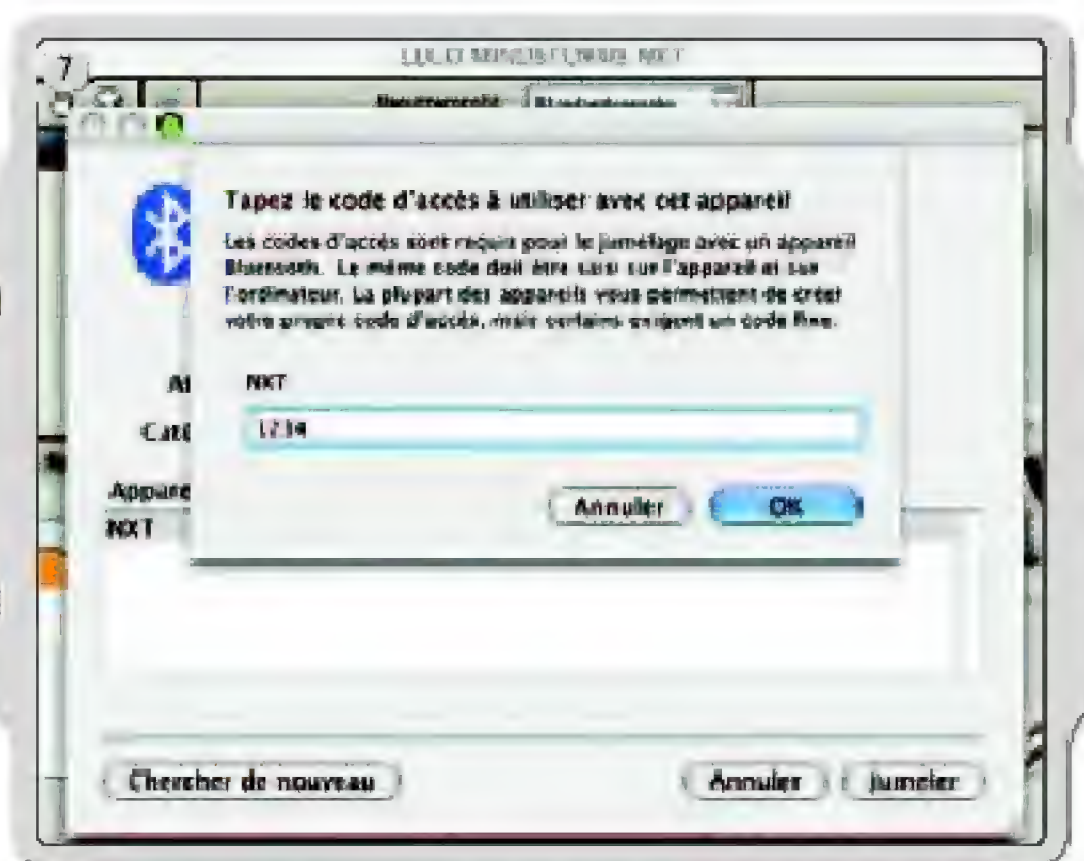 7
NXT
Tapez le code d'accès à utiliser avec cet appareil
Les codes d'accès sont requis pour le jumelage avec un appareil
Bluetooth. Le même code doit être saisi sur l'appareil et sur
l'ordinateur. La plupart des appareils vous permettent de créer
votre propre code d'accès, mais certains exigent un code fixe.
NXT
1234
Annuler OK
Appare
NXT
Chercher de nouveau Annuler Jumeler